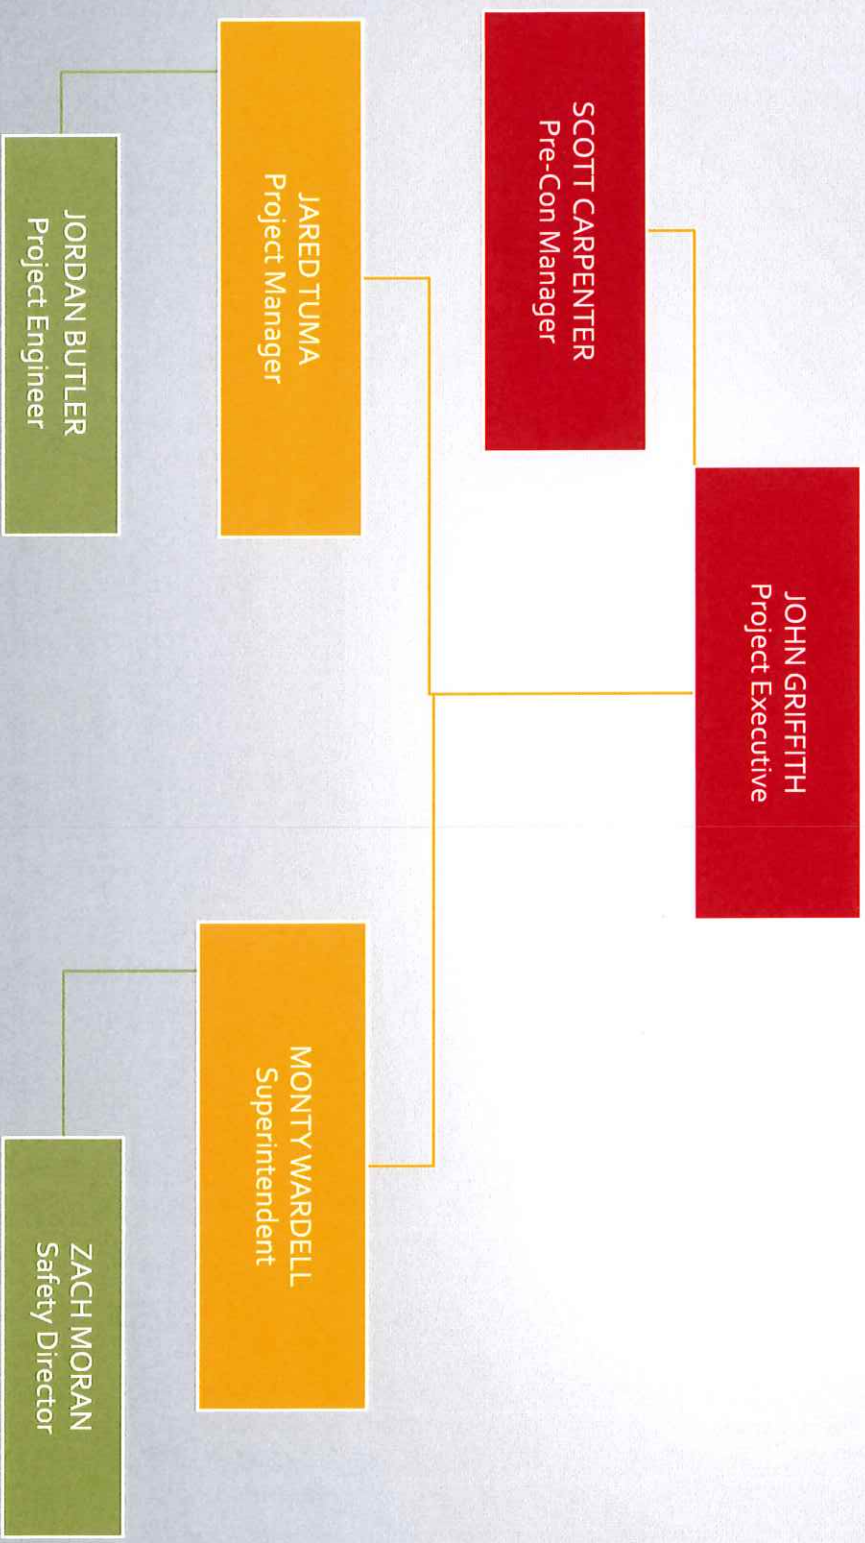 JOHN GRIFFITH
Project Executive
SCOTT CARPENTER
Pre-Con Manager
JARED TUMA
Project Manager
MONTY WARDELL
Superintendent
JORDAN BUTLER
Project Engineer
ZACH MORAN
Safety Director